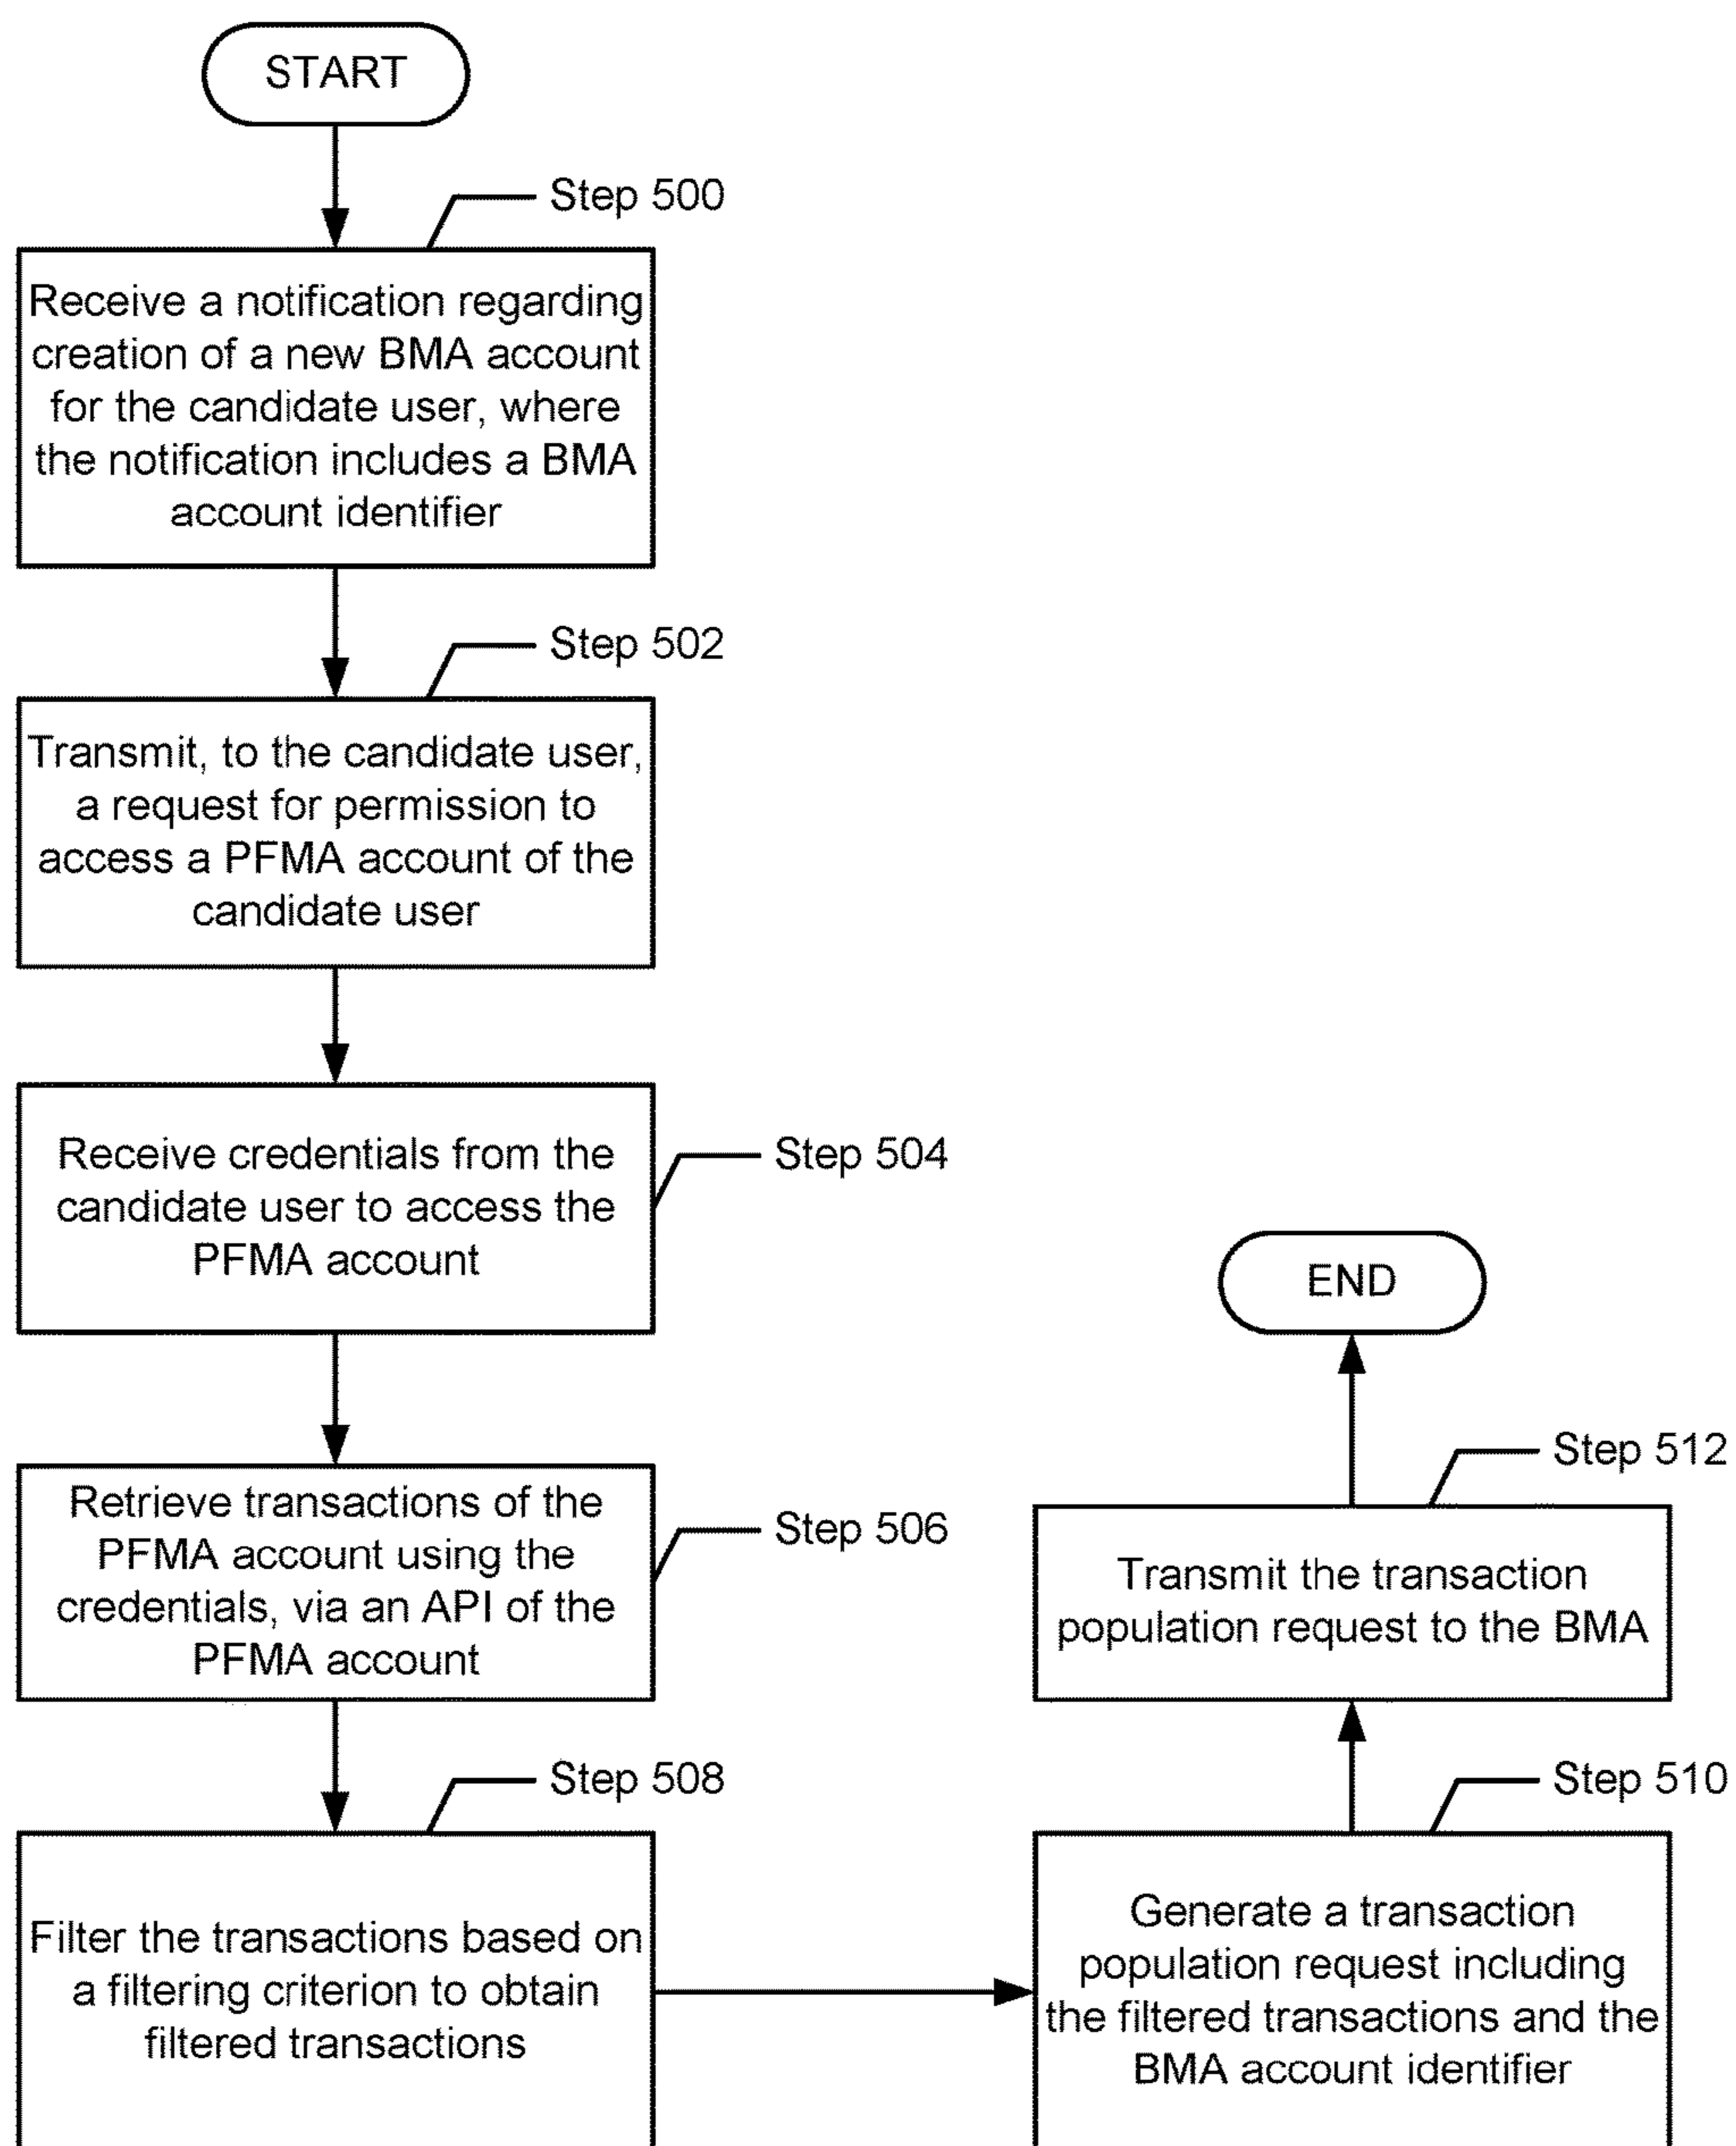 START
Step 500
Receive a notification regarding
creation of a new BMA account
for the candidate user, where
the notification includes a BMA
account identifier
Step 502
Transmit, to the candidate user,
a request for permission to
access a PFMA account of the
candidate user
Receive credentials from the
candidate user to access the
PFMA account
Step 504
Retrieve transactions of the
PFMA account using the
credentials, via an API of the
PFMA account
Step 506
Step 508
Filter the transactions based on
a filtering criterion to obtain
filtered transactions
Step 510
Generate a transaction
population request including
the filtered transactions and the
BMA account identifier
Step 512
Transmit the transaction
population request to the BMA
END